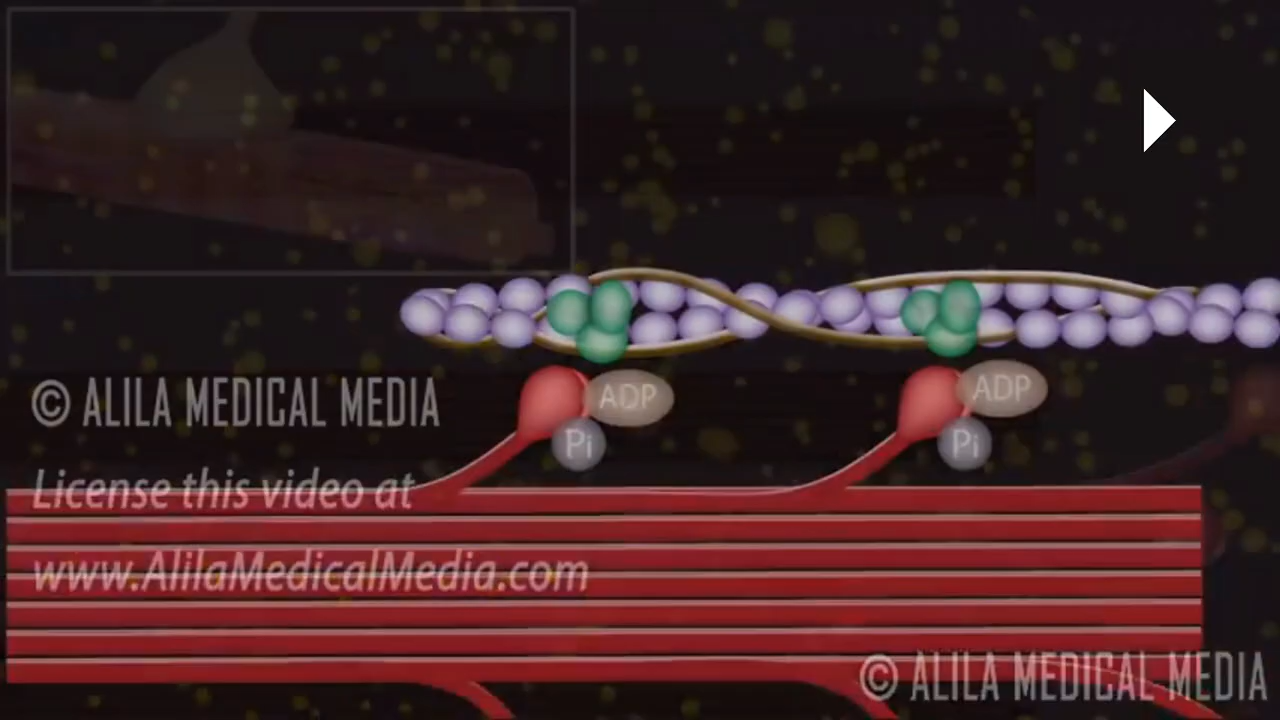 ADP
ADP
Pi
Pi
© ALILA MEDICAL MEDIA
License this video at
www.AlilaMedicalMedia.com
© ALILA MEDICAL MEDIA